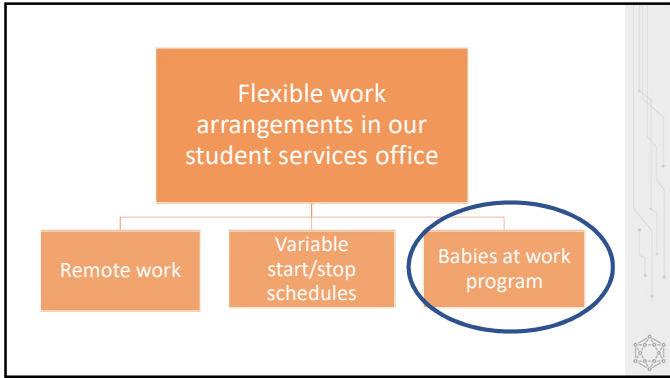 Flexible work
arrangements in our
student services office
Remote work
Variable
start/stop
schedules
Babies at work
program